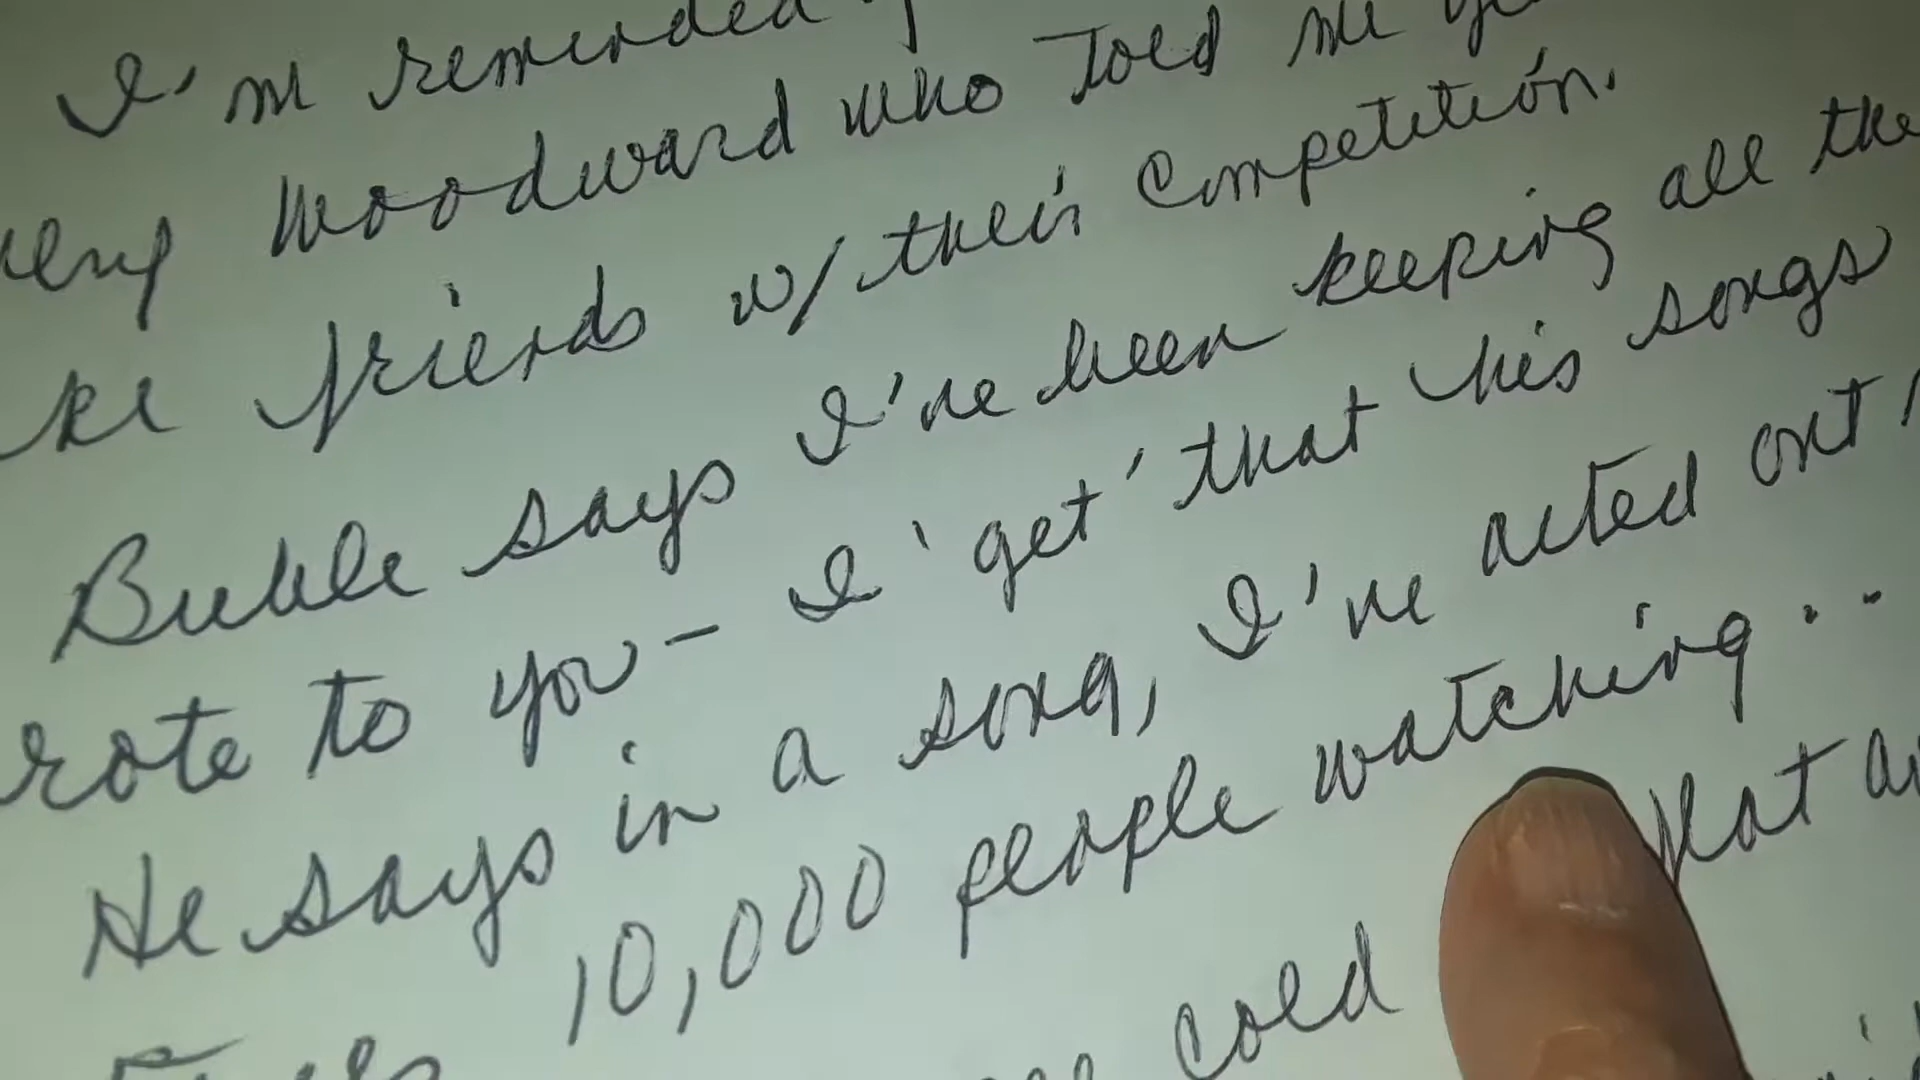 I'm reminded
Woodward who Told me
friends w/ their competition.
Buble says I've been keeping all the
rote to you - I 'get' that his songs
He says in a song, I've acted out
10,000 people watching...
cold